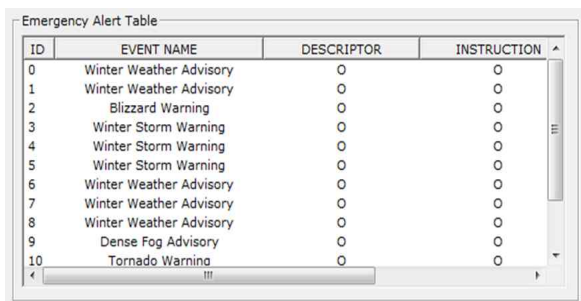 Emergency Alert Table
ID EVENT NAME DESCRIPTOR INSTRUCTION
0 Winter Weather Advisory O O
1 Winter Weather Advisory O O
2 Blizzard Warning O O
3 Winter Storm Warning O O
4 Winter Storm Warning O O
5 Winter Storm Warning O O
6 Winter Weather Advisory O O
7 Winter Weather Advisory O O
8 Winter Weather Advisory O O
9 Dense Fog Advisory O O
10 Tornado Warning O O